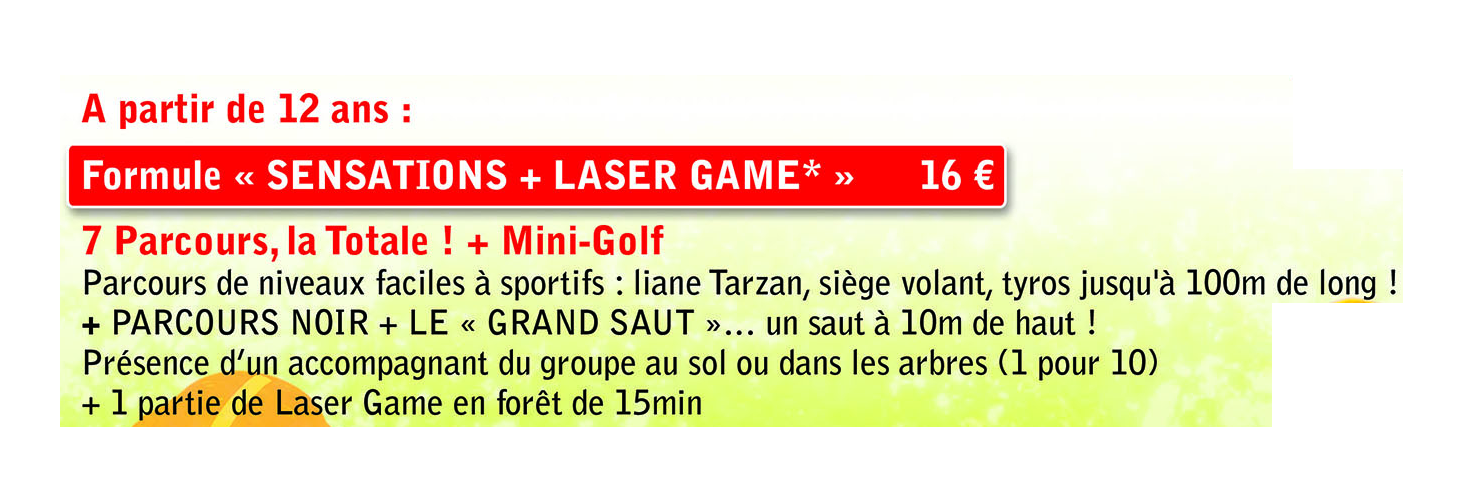 A partir de 12 ans :
Formule « SENSATIONS + LASER GAME* » 16 €
7 Parcours, la Totale ! + Mini-Golf
Parcours de niveaux faciles à sportifs : liane Tarzan, siège volant, tyros jusqu'à 100m de long !
+ PARCOURS NOIR + LE « GRAND SAUT »... un saut à 10m de haut !
Présence d’un accompagnant du groupe au sol ou dans les arbres (1 pour 10)
+ 1 partie de Laser Game en forêt de 15min